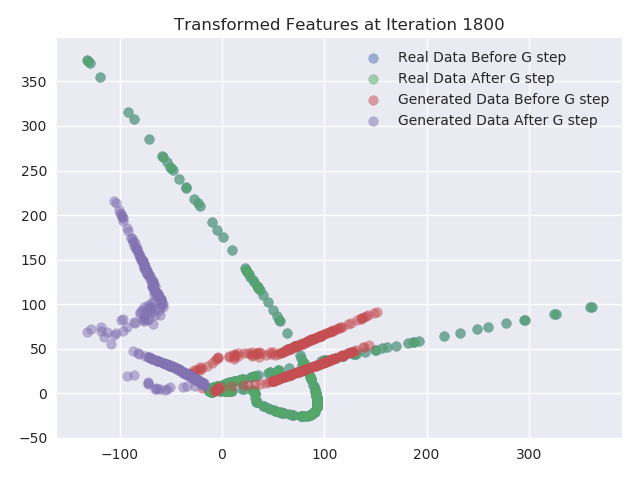 Transformed Features at Iteration 1800
Real Data Before G step
Real Data After G step
Generated Data Before G step
Generated Data After G step
350
300
250
200
150
100
50
0
−50
−100
0
100
200
300